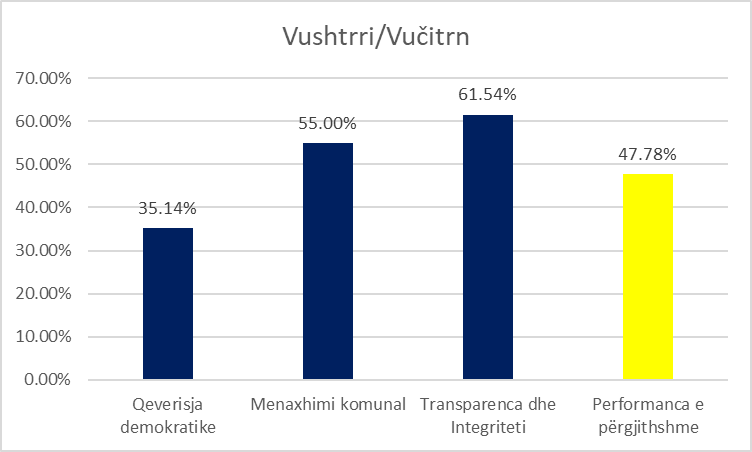 Vushtrri/Vučitrn
70.00%
60.00%
50.00%
40.00%
30.00%
20.00%
10.00%
0.00%
35.14%
55.00%
61.54%
47.78%
Qeverisja
demokratike
Menaxhimi komunal
Transparenca dhe
Integriteti
Performanca e
përgjithshme